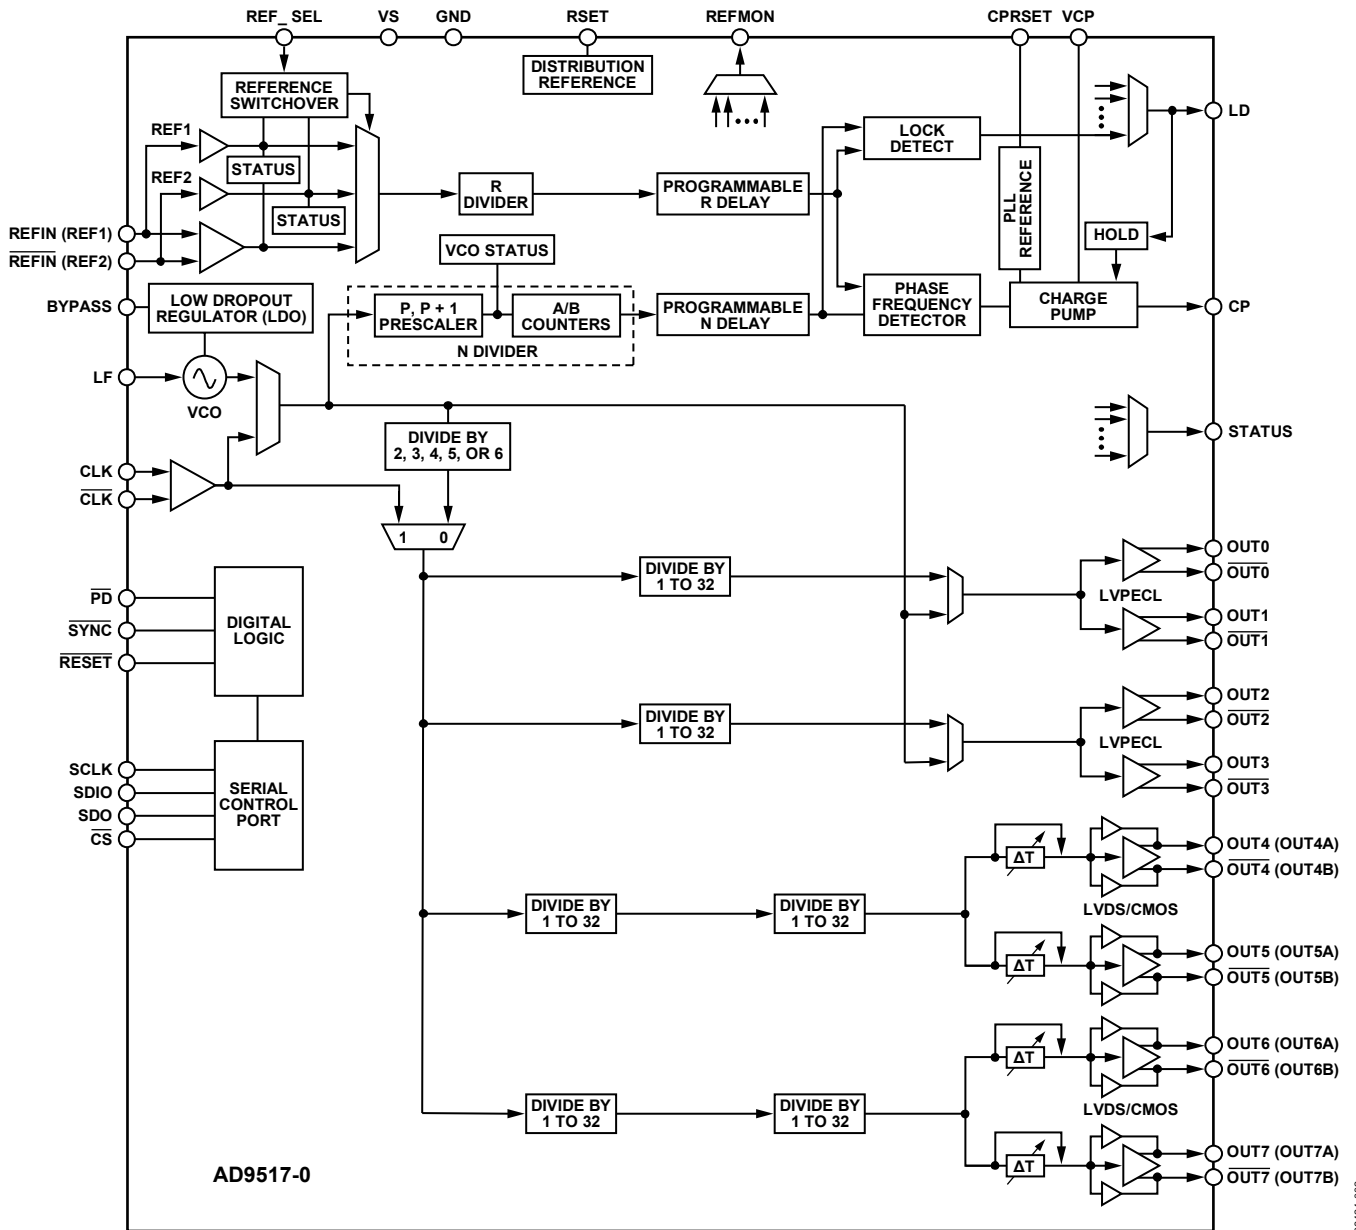 REF_ SEL
VS
GND
RSET
REFMON
CPRSET
VCP
DISTRIBUTION
REFERENCE
REFERENCE
SWITCHOVER
LD
REF1
STATUS
REF2
STATUS
LOCK
DETECT
R
DIVIDER
PROGRAMMABLE
R DELAY
PLL
REFERENCE
HOLD
REFIN (REF1)
REFIN (REF2)
VCO STATUS
BYPASS
LOW DROPOUT
REGULATOR (LDO)
P, P + 1
PRESCALER
A/B
COUNTERS
N DIVIDER
PROGRAMMABLE
N DELAY
PHASE
FREQUENCY
DETECTOR
CHARGE
PUMP
CP
LF
VCO
DIVIDE BY
2, 3, 4, 5, OR 6
STATUS
CLK
CLK
1 0
DIVIDE BY
1 TO 32
LVPECL
OUT0
OUT0
OUT1
OUT1
PD
SYNC
RESET
DIGITAL
LOGIC
DIVIDE BY
1 TO 32
LVPECL
OUT2
OUT2
OUT3
OUT3
SCLK
SDIO
SDO
CS
SERIAL
CONTROL
PORT
DIVIDE BY
1 TO 32
DIVIDE BY
1 TO 32
ΔT
ΔT
LVDS/CMOS
OUT4 (OUT4A)
OUT4 (OUT4B)
OUT5 (OUT5A)
OUT5 (OUT5B)
DIVIDE BY
1 TO 32
DIVIDE BY
1 TO 32
ΔT
ΔT
LVDS/CMOS
OUT6 (OUT6A)
OUT6 (OUT6B)
OUT7 (OUT7A)
OUT7 (OUT7B)
AD9517-0